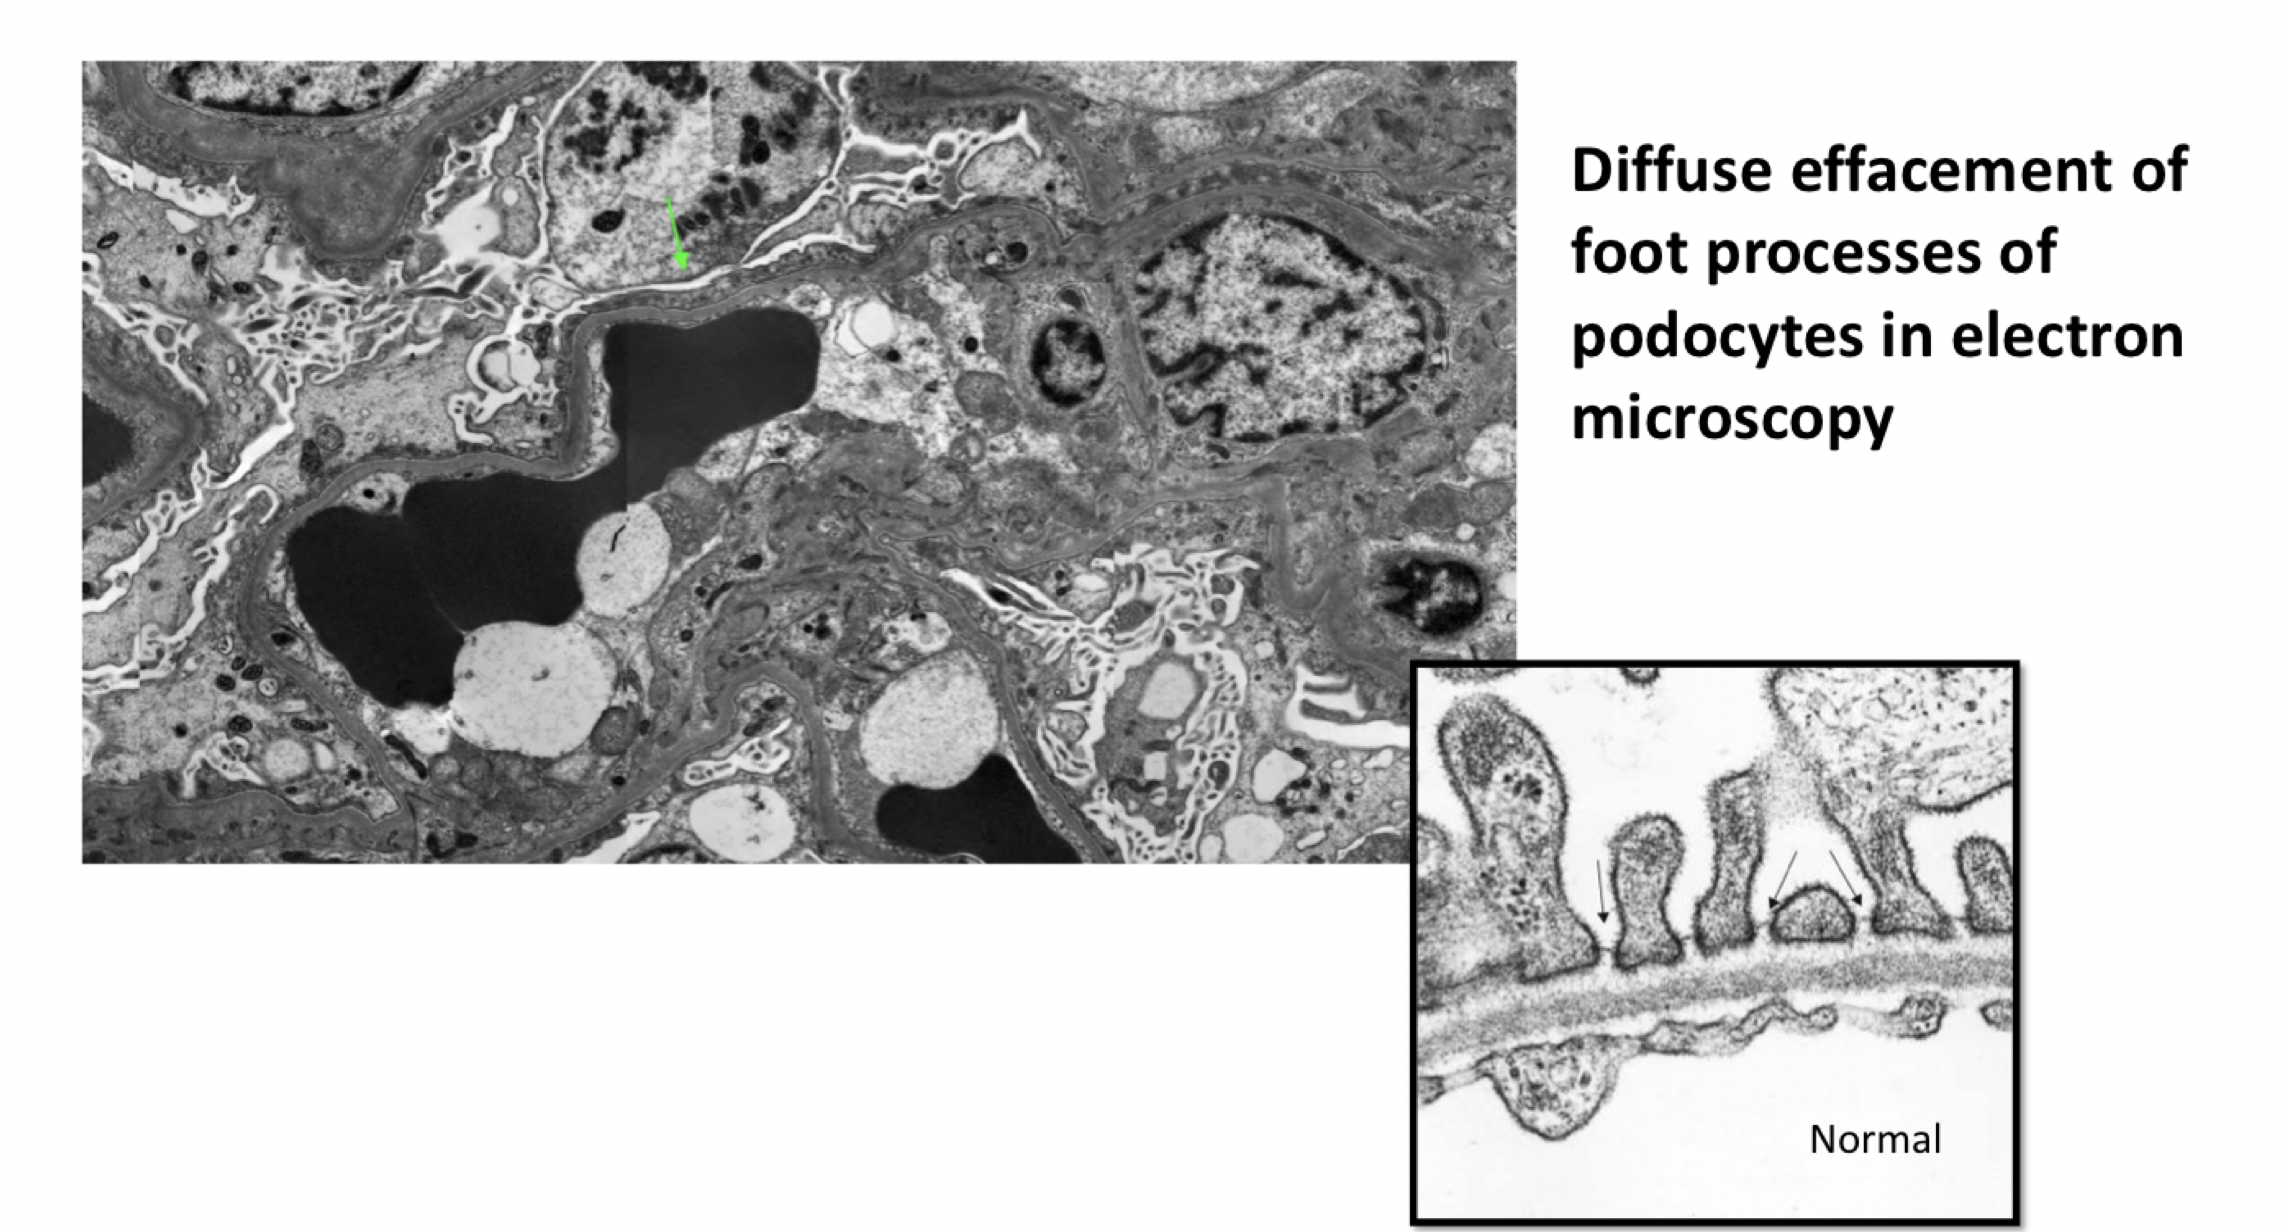 Diffuse effacement of
foot processes of
podocytes in electron
microscopy
Normal